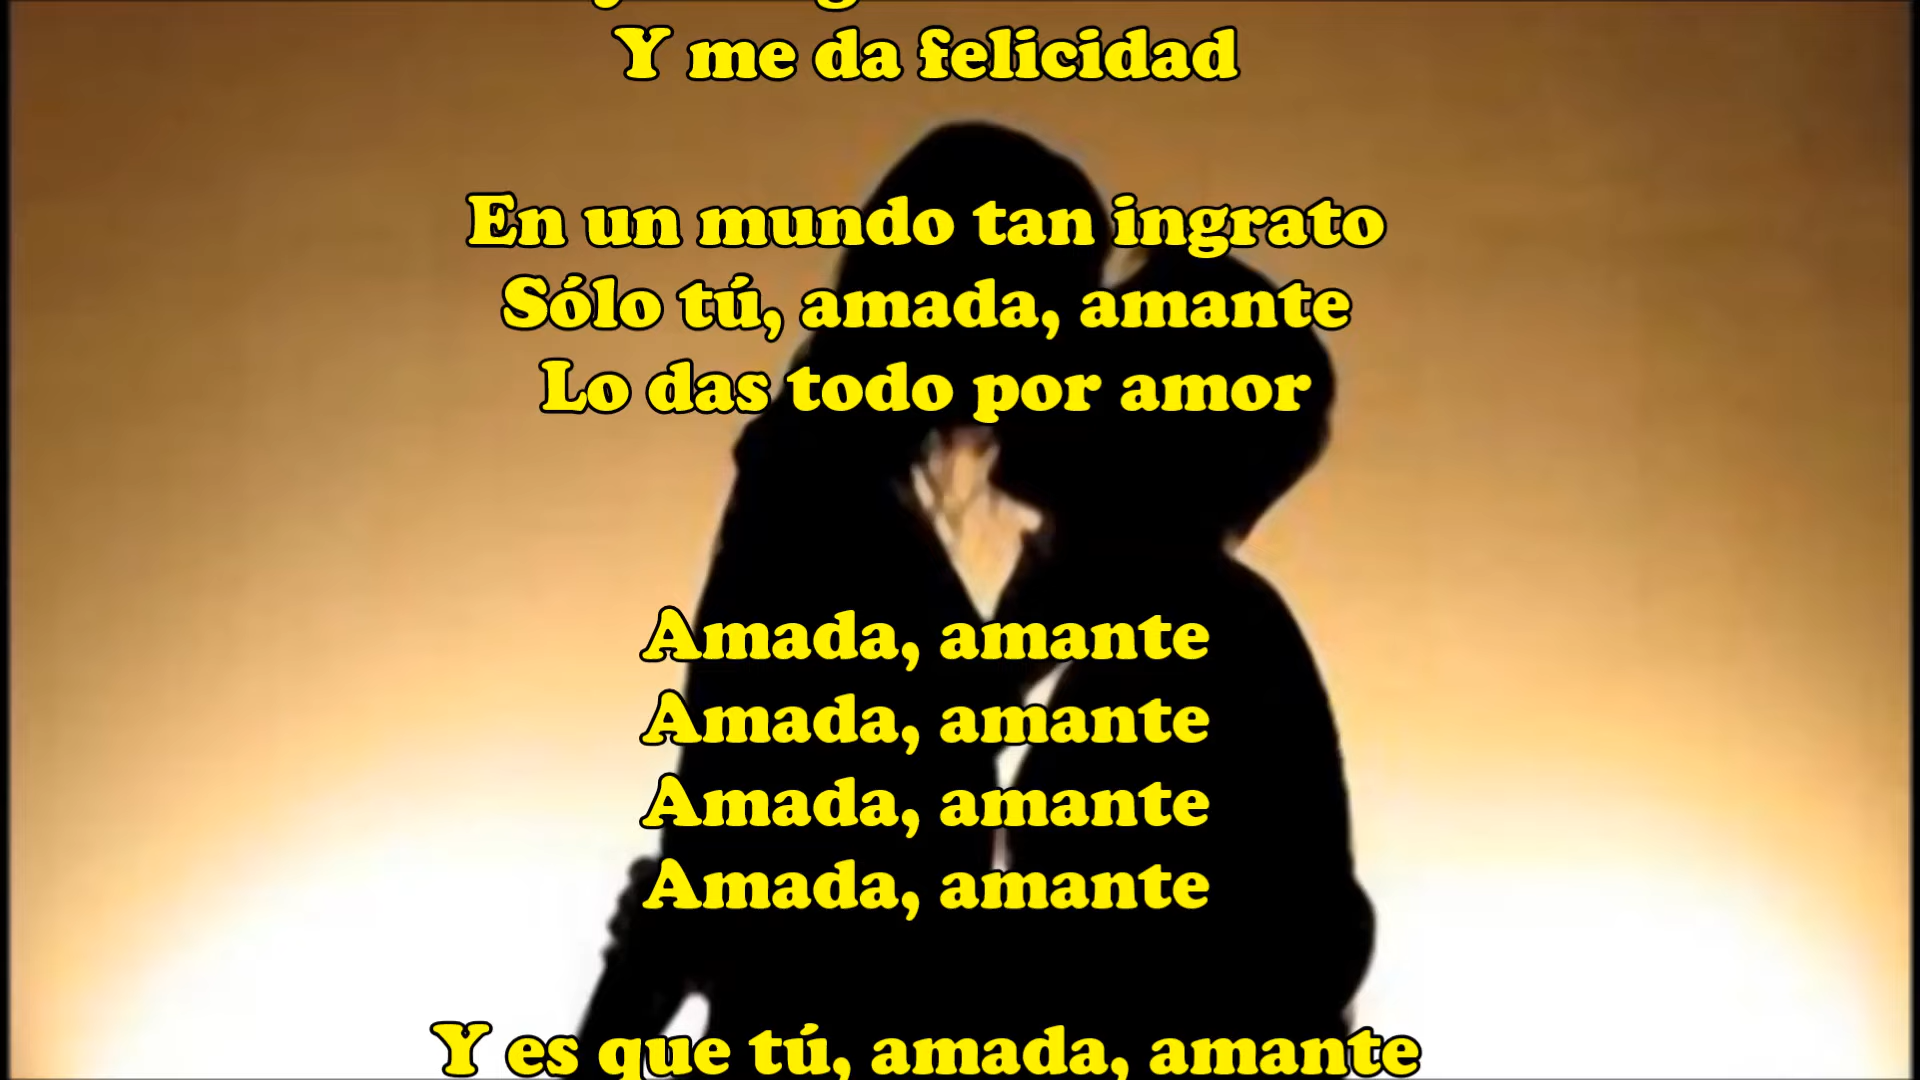 Y me da felicidad
En un mundo tan ingrato
Sólo tú, amada, amante
Lo das todo por amor
Amada, amante
Amada, amante
Amada, amante
Amada, amante
Y es que tú, amada, amante